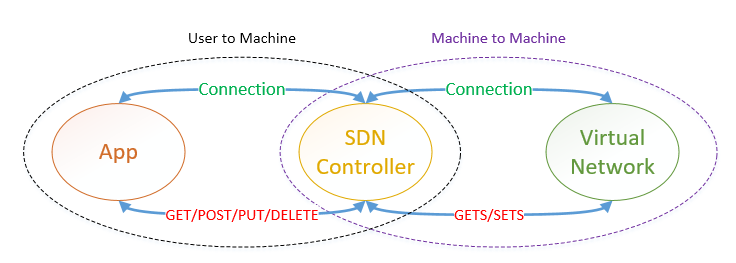 User to Machine
Machine to Machine
Connection
Connection
App
SDN
Controller
Virtual
Network
GET/POST/PUT/DELETE
GETS/SETS